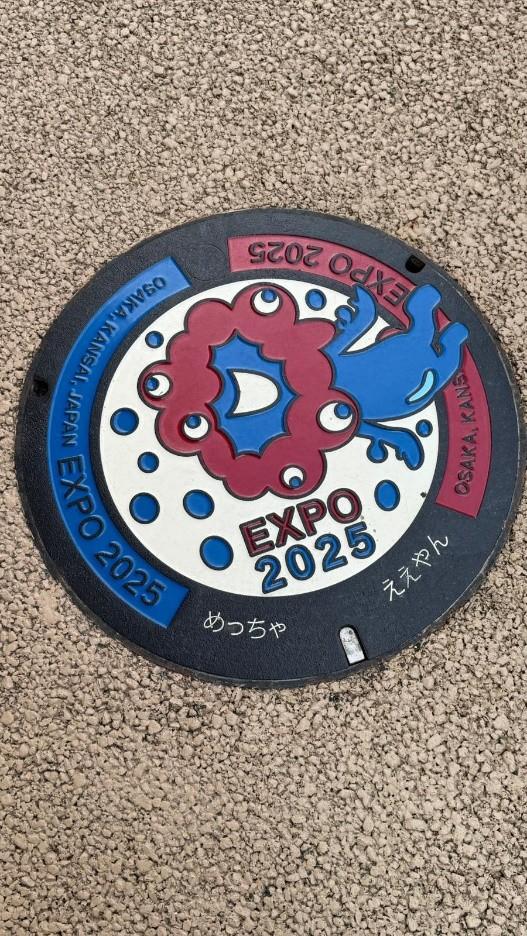 EXPO 2025
OSAKA, KANS
OSAKA, KANSAI, JAPAN EXPO 2025
EXPO
2025
めっちゃ
ええやん